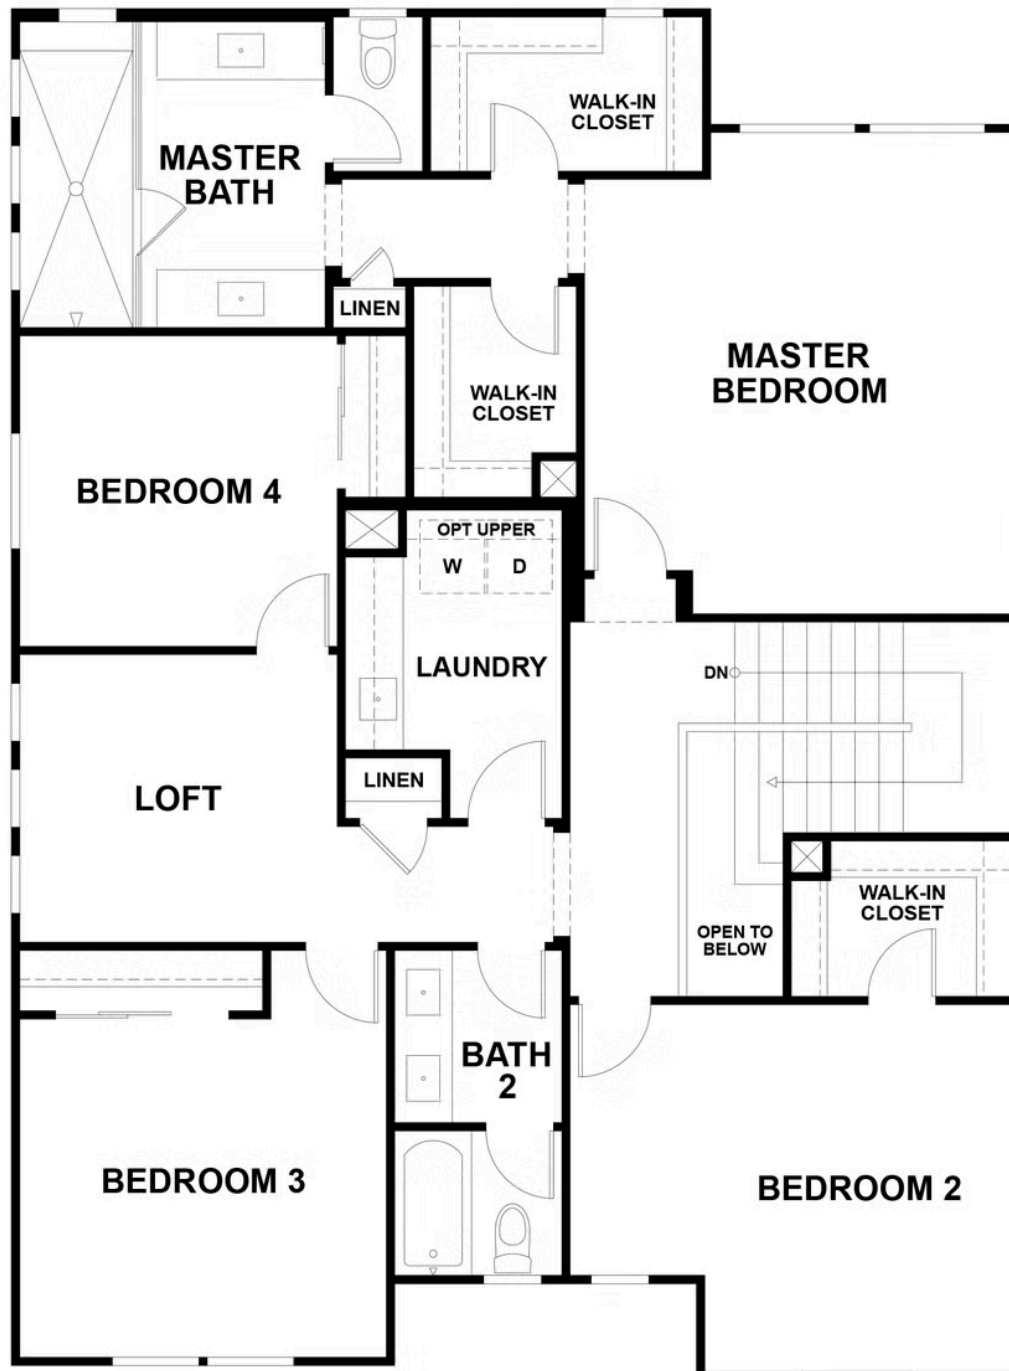 WALK-IN
CLOSET
MASTER
BATH
LINEN
MASTER
BEDROOM
WALK-IN
CLOSET
BEDROOM 4
OPT UPPER
W D
LAUNDRY
DN
LINEN
LOFT
WALK-IN
CLOSET
OPEN TO
BELOW
BATH
2
BEDROOM 3
BEDROOM 2